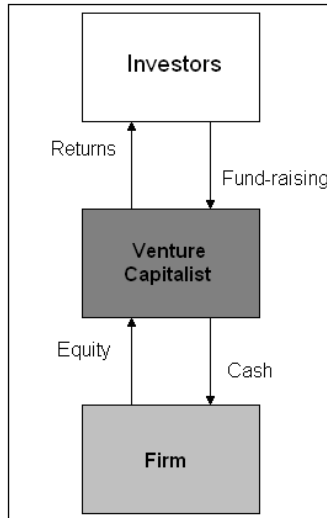 Investors
Returns
Fund-raising
Venture
Capitalist
Equity
Cash
Firm